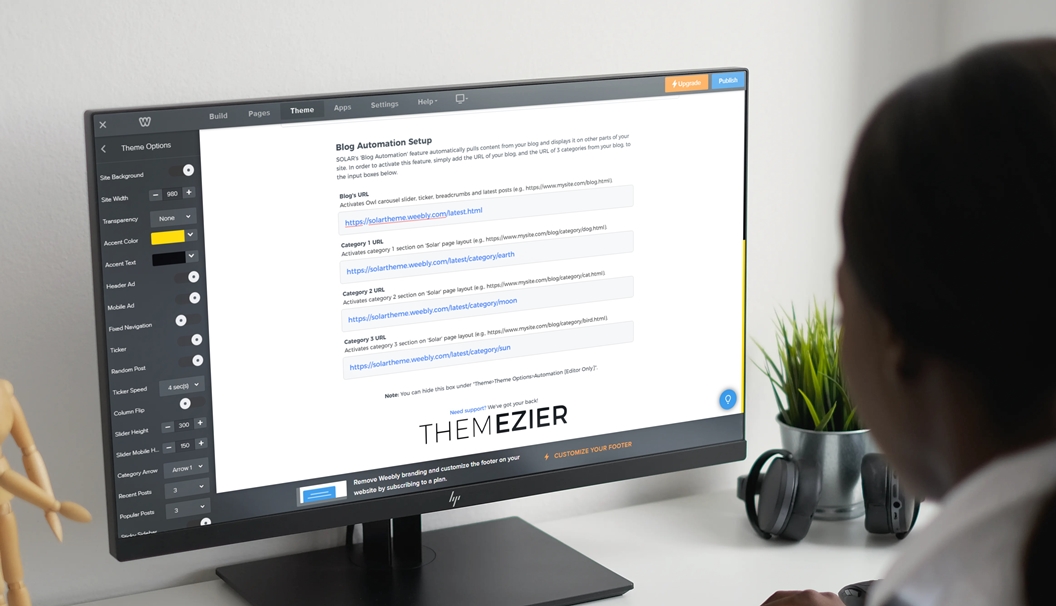 Build Pages Theme Apps Settings Help Upgrade Publish
Theme Options
Site Background
Site Width 980
Transparency None
Accent Color
Accent Text
Header Ad
Mobile Ad
Fixed Navigation
Ticker
Random Post
Ticker Speed 4 sec(s)
Column Flip
Slider Height 300
Slider Mobile H... 150
Category Arrow Arrow 1
Recent Posts 3
Popular Posts 3
Sticky Sidebar
Blog Automation Setup
SOLAR's 'Blog Automation' feature automatically pulls content from your blog and displays it on other parts of your
site. In order to activate this feature, simply add the URL of your blog, and the URL of 3 categories from your blog, to
the input boxes below.
Blog's URL
Activates Owl carousel slider, ticker, breadcrumbs and latest posts (e.g., https://www.mysite.com/blog.html).
https://solartheme.weebly.com/latest.html
Category 1 URL
Activates category 1 section on 'Solar' page layout (e.g., https://www.mysite.com/blog/category/dog.html).
https://solartheme.weebly.com/latest/category/earth
Category 2 URL
Activates category 2 section on 'Solar' page layout (e.g., https://www.mysite.com/blog/category/cat.html).
https://solartheme.weebly.com/latest/category/moon
Category 3 URL
Activates category 3 section on 'Solar' page layout (e.g., https://www.mysite.com/blog/category/bird.html).
https://solartheme.weebly.com/latest/category/sun
Note: You can hide this box under "Theme>Theme Options>Automation [Editor Only]".
Need support? We've got your back!
THEMEZIER
Remove Weebly branding and customize the footer on your
website by subscribing to a plan.
CUSTOMIZE YOUR FOOTER
hp